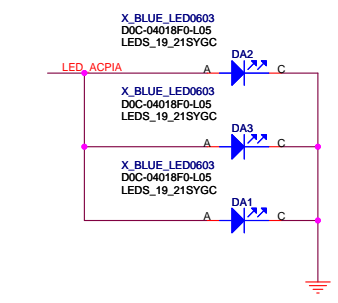 X_BLUE_LED0603
D0C-04018F0-L05
LEDS_19_21SYGC
DA2
LED_ACPIA
A
C
X_BLUE_LED0603
D0C-04018F0-L05
LEDS_19_21SYGC
DA3
A
C
X_BLUE_LED0603
D0C-04018F0-L05
LEDS_19_21SYGC
DA1
A
C